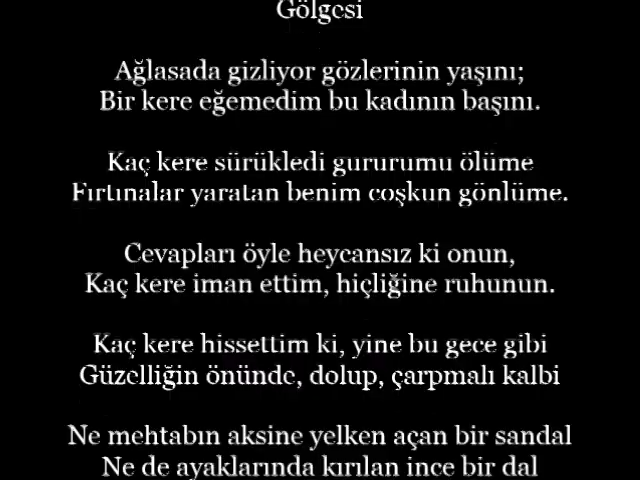 Gölgesi
Ağlasada gizliyor gözlerinin yaşını;
Bir kere eğemedim bu kadının başını.
Kaç kere sürükledi gururumu ölüme
Fırtınalar yaratan benim coşkun gönlüme.
Cevapları öyle heycansız ki onun,
Kaç kere iman ettim, hiçliğine ruhunun.
Kaç kere hissettim ki, yine bu gece gibi
Güzelliğin önünde, dolup, çarpmalı kalbi
Ne mehtabın aksine yelken açan bir sandal
Ne de ayaklarında kırılan ince bir dal